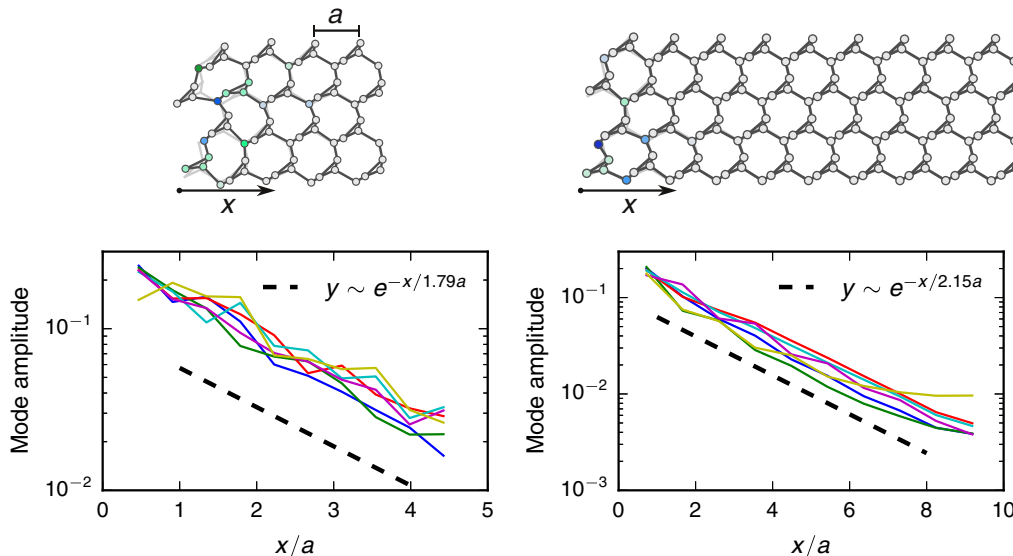 a
x
x
Mode amplitude
10⁻¹
10⁻²
y ∼ e^{-x/1.79a}
0 1 2 3 4 5
x/a
Mode amplitude
10⁻¹
10⁻²
10⁻³
y ∼ e^{-x/2.15a}
0 2 4 6 8 10
x/a